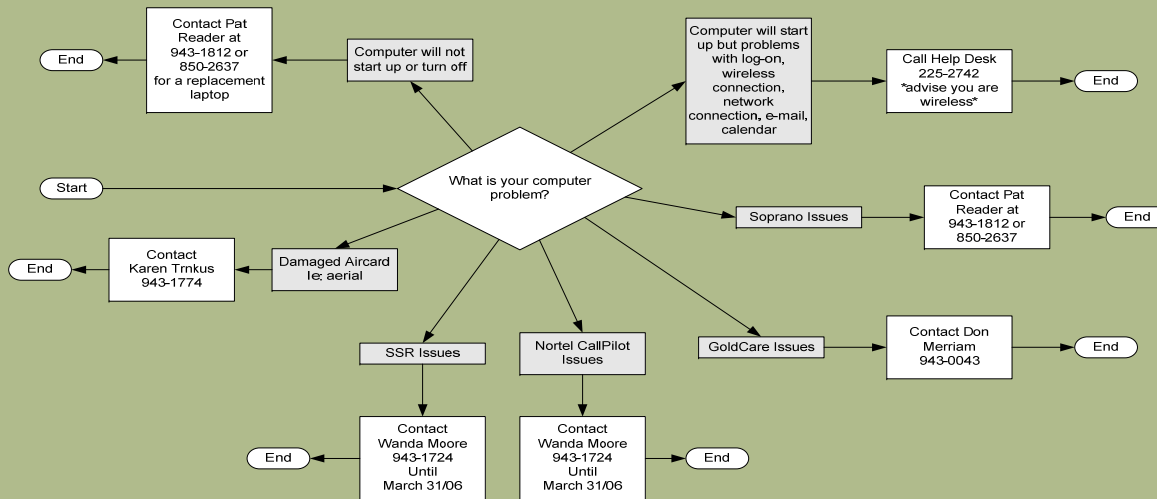 Start
What is your computer
problem?
Computer will not
start up or turn off
Contact Pat
Reader at
943-1812 or
850-2637
for a replacement
laptop
End
Computer will start
up but problems
with log-on,
wireless
connection,
network
connection, e-mail,
calendar
Call Help Desk
225-2742
*advise you are
wireless*
End
Soprano Issues
Contact Pat
Reader at
943-1812 or
850-2637
End
GoldCare Issues
Contact Don
Merriam
943-0043
End
Nortel CallPilot
Issues
Contact
Wanda Moore
943-1724
Until
March 31/06
End
SSR Issues
Contact
Wanda Moore
943-1724
Until
March 31/06
End
Damaged Aircard
Ie; aerial
Contact
Karen Trnkus
943-1774
End